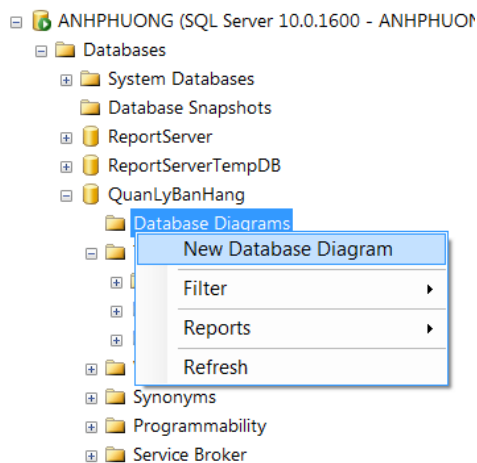 ANHPHUONG (SQL Server 10.0.1600 - ANHPHUON
Databases
System Databases
Database Snapshots
ReportServer
ReportServerTempDB
QuanLyBanHang
Database Diagrams
New Database Diagram
Filter
Reports
Refresh
Synonyms
Programmability
Service Broker